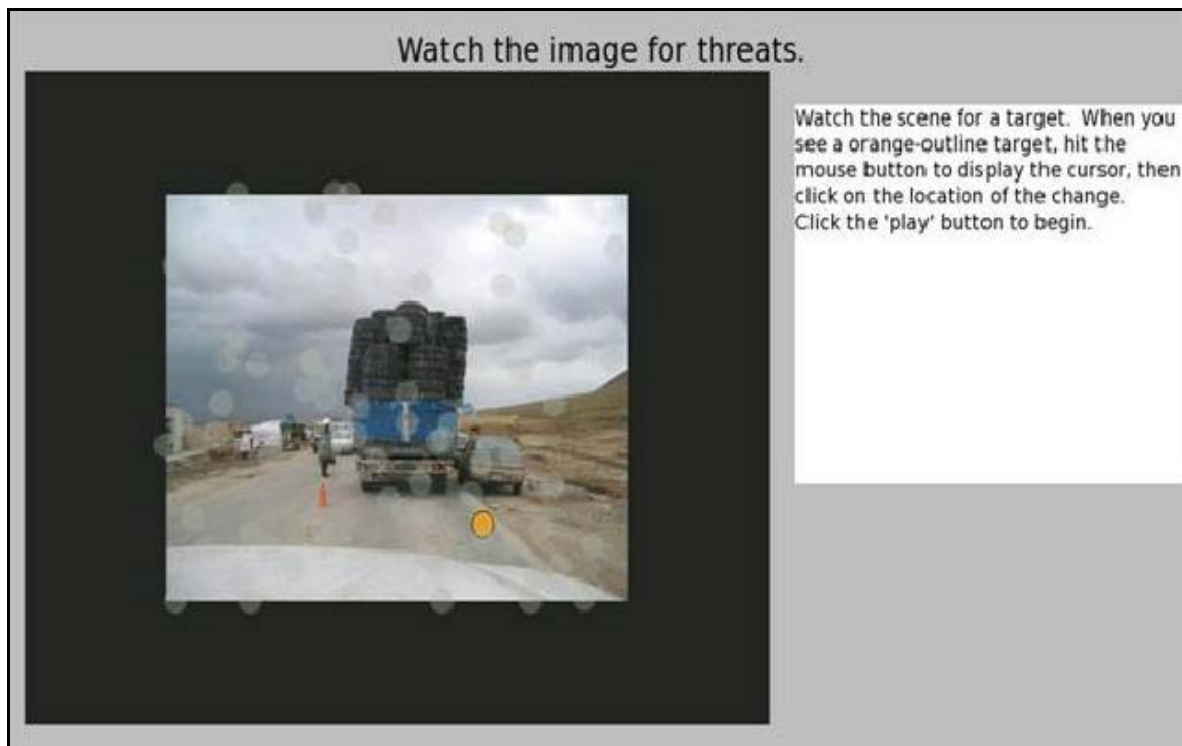 Watch the image for threats.
Watch the scene for a target.  When you
see a orange-outline target, hit the
mouse button to display the cursor, then
click on the location of the change.
Click the 'play' button to begin.